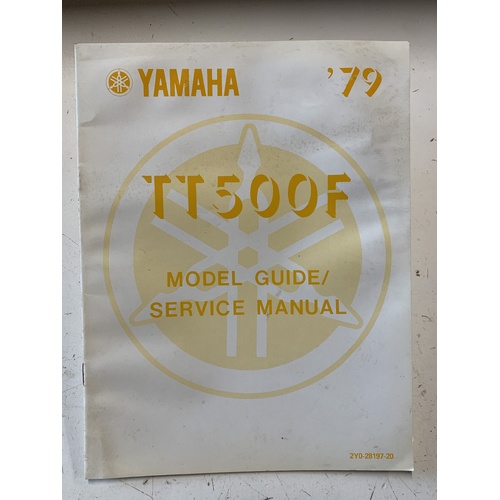 YAMAHA '79
TT500F
MODEL GUIDE/
SERVICE MANUAL
2Y0-28197-20